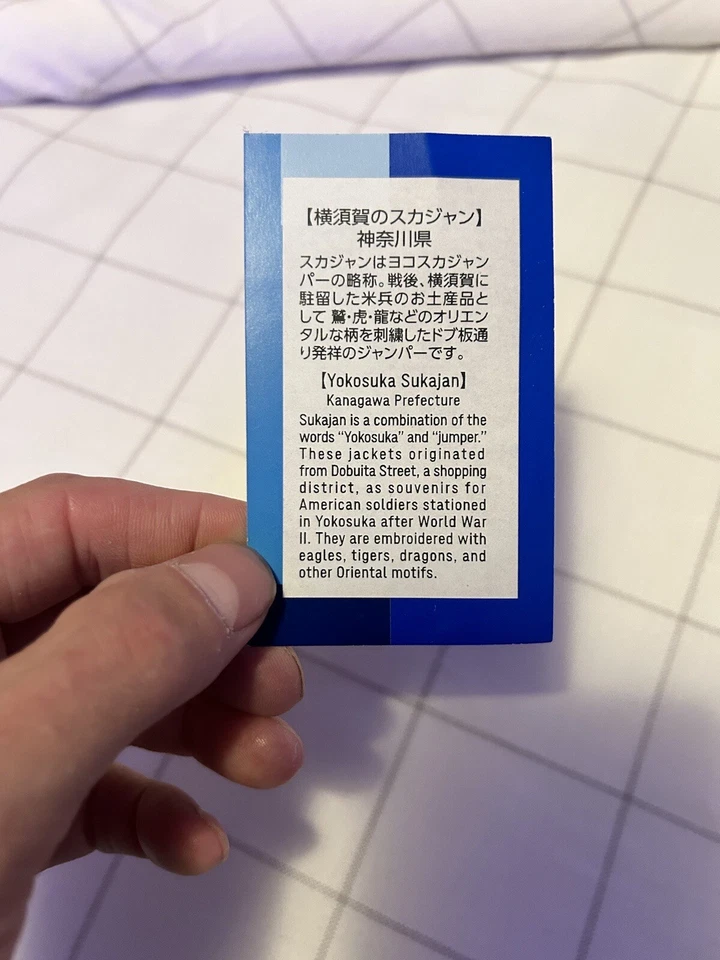 【横須賀のスカジャン】
神奈川県
スカジャンはヨコスカジャン
パーの略称。戦後、横須賀に
駐留した米兵のお土産品と
して 鷲・虎・龍などのオリエン
タルな柄を刺繍したドブ板通
り発祥のジャンパーです。
【Yokosuka Sukajan】
Kanagawa Prefecture
Sukajan is a combination of the
words “Yokosuka” and “jumper.”
These jackets originated
from Dobuita Street, a shopping
district, as souvenirs for
American soldiers stationed
in Yokosuka after World War
II. They are embroidered with
eagles, tigers, dragons, and
other Oriental motifs.